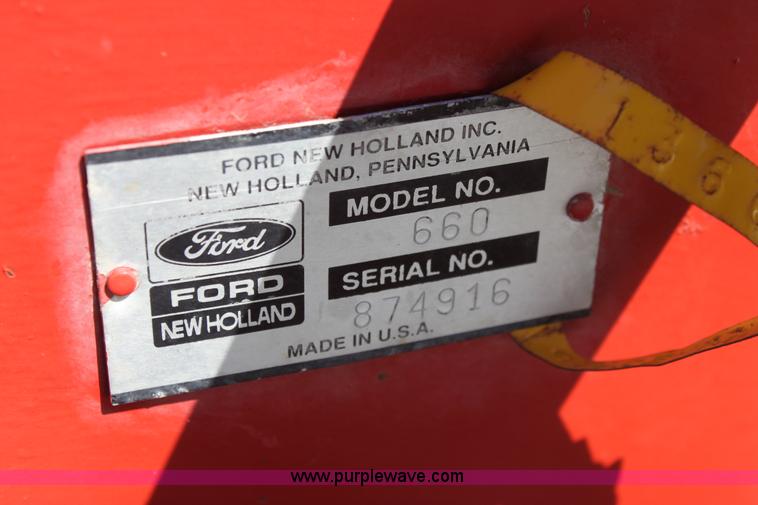 FORD NEW HOLLAND INC.
NEW HOLLAND, PENNSYLVANIA
MODEL NO.
660
Ford
FORD
NEW HOLLAND
SERIAL NO.
874916
MADE IN U.S.A.
www.purplewave.com